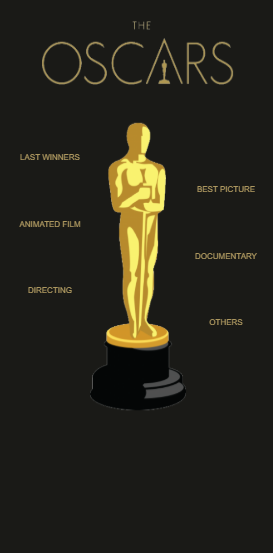 THE
OSCARS
LAST WINNERS
BEST PICTURE
ANIMATED FILM
DOCUMENTARY
DIRECTING
OTHERS